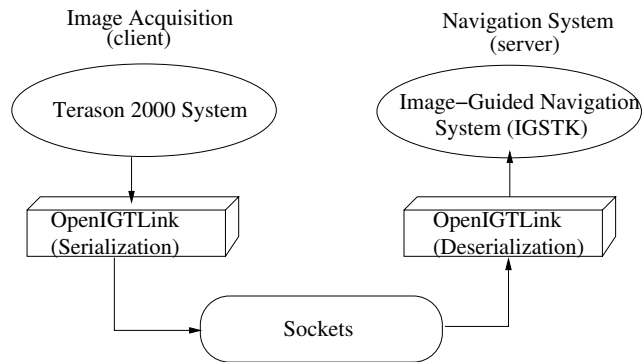 Image Acquisition
(client)
Navigation System
(server)
Terason 2000 System
Image−Guided Navigation
System (IGSTK)
OpenIGTLink
(Serialization)
OpenIGTLink
(Deserialization)
Sockets